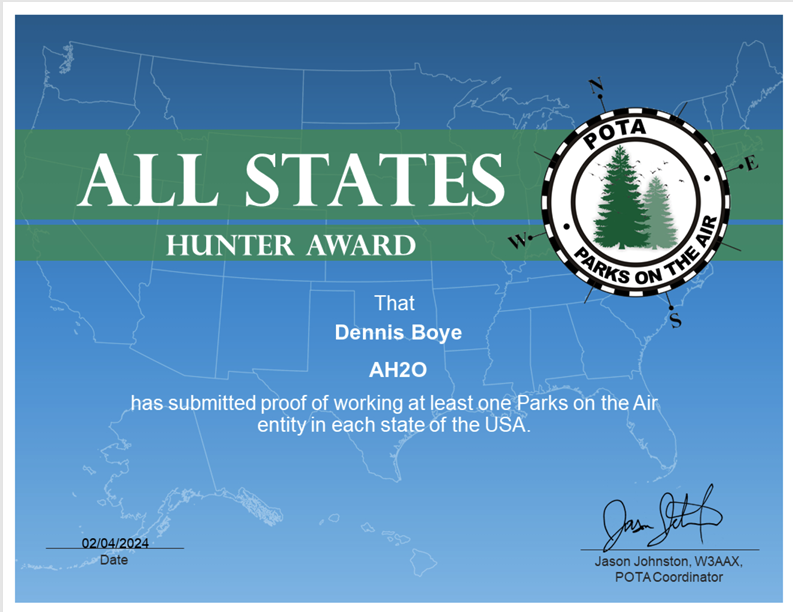 ALL STATES
HUNTER AWARD
N
E
W
S
POTA
PARKS ON THE AIR
That
Dennis Boye
AH2O
has submitted proof of working at least one Parks on the Air
entity in each state of the USA.
02/04/2024
Date
Jason Johnston, W3AAX,
POTA Coordinator